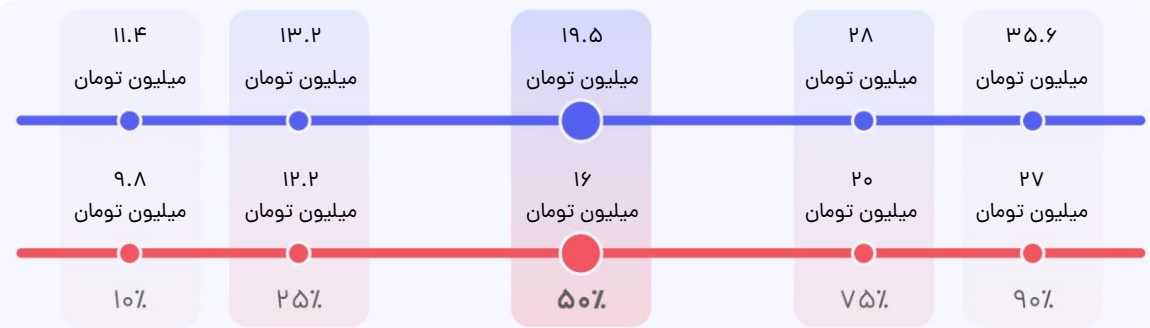 ۱۱.۴ ۱۳.۲ ۱۹.۵ ۲۸ ۳۵.۶
میلیون تومان میلیون تومان میلیون تومان میلیون تومان میلیون تومان
۹.۸ ۱۲.۲ ۱۶ ۲۰ ۲۷
میلیون تومان میلیون تومان میلیون تومان میلیون تومان میلیون تومان
۱۰٪ ۲۵٪ ۵۰٪ ۷۵٪ ۹۰٪